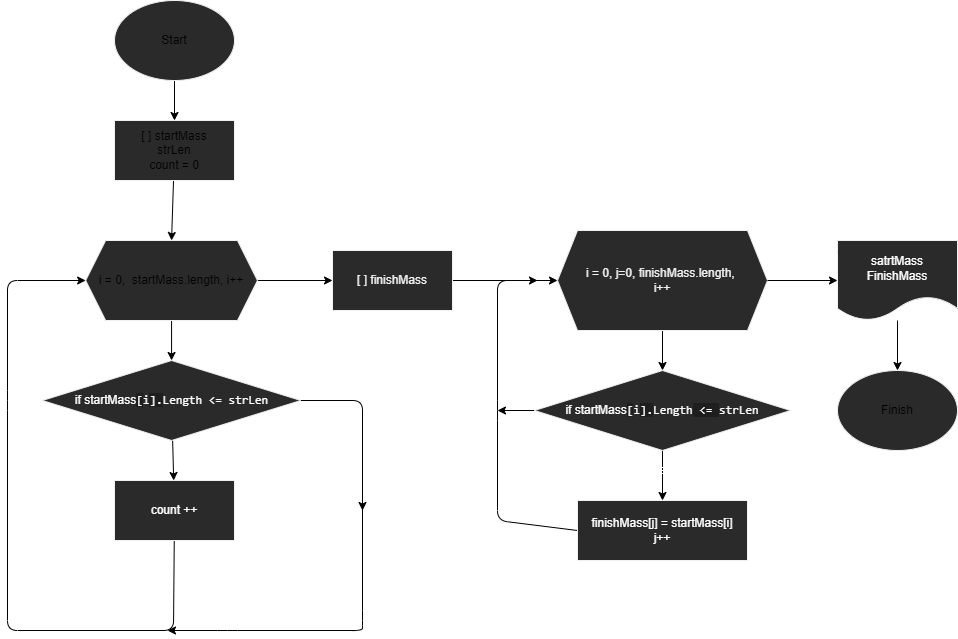 Start
[ ] startMass
strLen
count = 0
i = 0, startMass.length, i++
if startMass[i].Length <= strLen
count ++
[ ] finishMass
i = 0, j=0, finishMass.length,
i++
if startMass[i].Length <= strLen
finishMass[j] = startMass[i]
j++
satrtMass
FinishMass
Finish